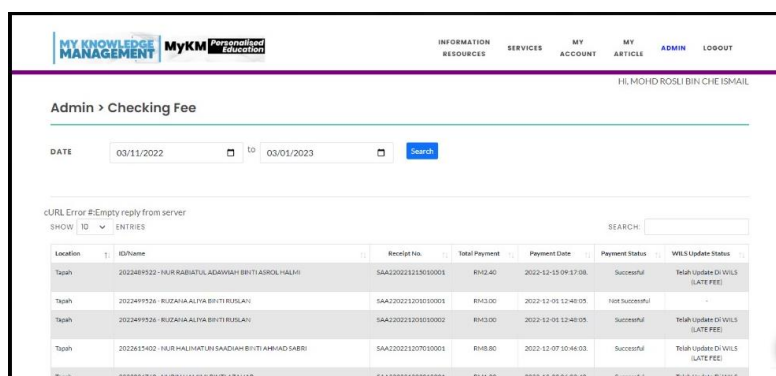 MY KNOWLEDGE MANAGEMENT MyKM Personalised Education
INFORMATION RESOURCES SERVICES MY ACCOUNT MY ARTICLE ADMIN LOGOUT
HI, MOHD ROSLI BIN CHE ISMAIL
Admin > Checking Fee
DATE 03/11/2022 to 03/01/2023 Search
cURL Error #:Empty reply from server
SHOW 10 ENTRIES SEARCH:
Location ID/Name Receipt No. Total Payment Payment Date Payment Status WILS Update Status
Tapah 2022489522 - NUR RABIATUL ADAWIAH BINTI ASROL HALMI SAA220221215010001 RM2.40 2022-12-15 09:17:08. Successful Telah Update Di WILS
(LATE FEE)
Tapah 2022499526 - RUZANA ALIYA BINTI RUSLAN SAA220221201010001 RM3.00 2022-12-01 12:48:05. Not Successful -
Tapah 2022499526 - RUZANA ALIYA BINTI RUSLAN SAA220221201010002 RM3.00 2022-12-01 12:48:05. Successful Telah Update Di WILS
(LATE FEE)
Tapah 2022615402 - NUR HALIMATUN SAADIAH BINTI AHMAD SABRI SAA220221207010001 RM8.80 2022-12-07 10:46:03. Successful Telah Update Di WILS
(LATE FEE)